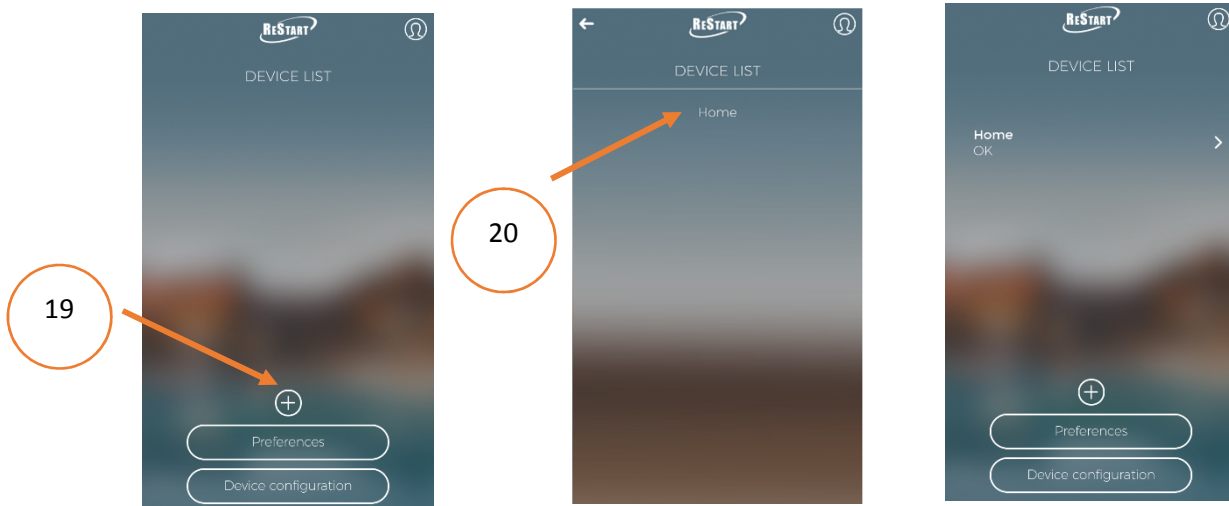 RESTART
DEVICE LIST
19
Preferences
Device configuration
RESTART
DEVICE LIST
Home
20
RESTART
DEVICE LIST
Home
OK
Preferences
Device configuration